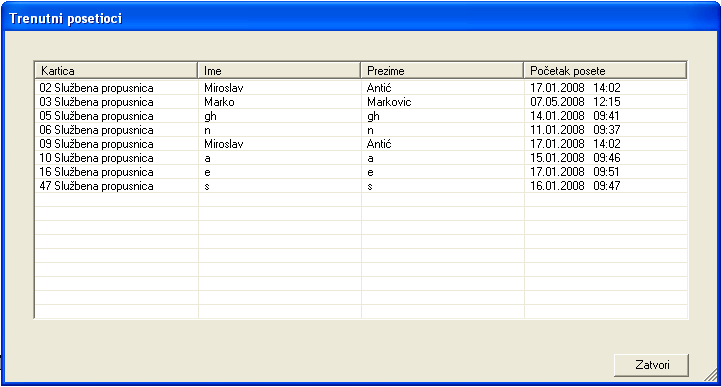 Trenutni posetioci
Kartica Ime Prezime Početak posete
02 Službena propusnica Miroslav Antić 17.01.2008 14:02
03 Službena propusnica Marko Markovic 07.05.2008 12:15
05 Službena propusnica gh gh 14.01.2008 09:41
06 Službena propusnica n n 11.01.2008 09:37
09 Službena propusnica Miroslav Antić 17.01.2008 14:02
10 Službena propusnica a a 15.01.2008 09:46
16 Službena propusnica e e 17.01.2008 09:51
47 Službena propusnica s s 16.01.2008 09:47
Zatvori